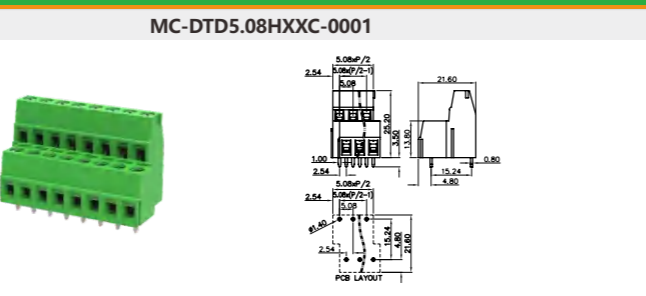 MC-DTD5.08HXXC-0001
5.08xP/2
2.54
5.08x(P/2-1)
5.08
21.60
25.20
3.50
13.80
1.00
2.54
0.80
15.24
4.80
5.08xP/2
2.54
5.08x(P/2-1)
5.08
ø1.40
2.54
15.24
4.80
21.60
PCB LAYOUT